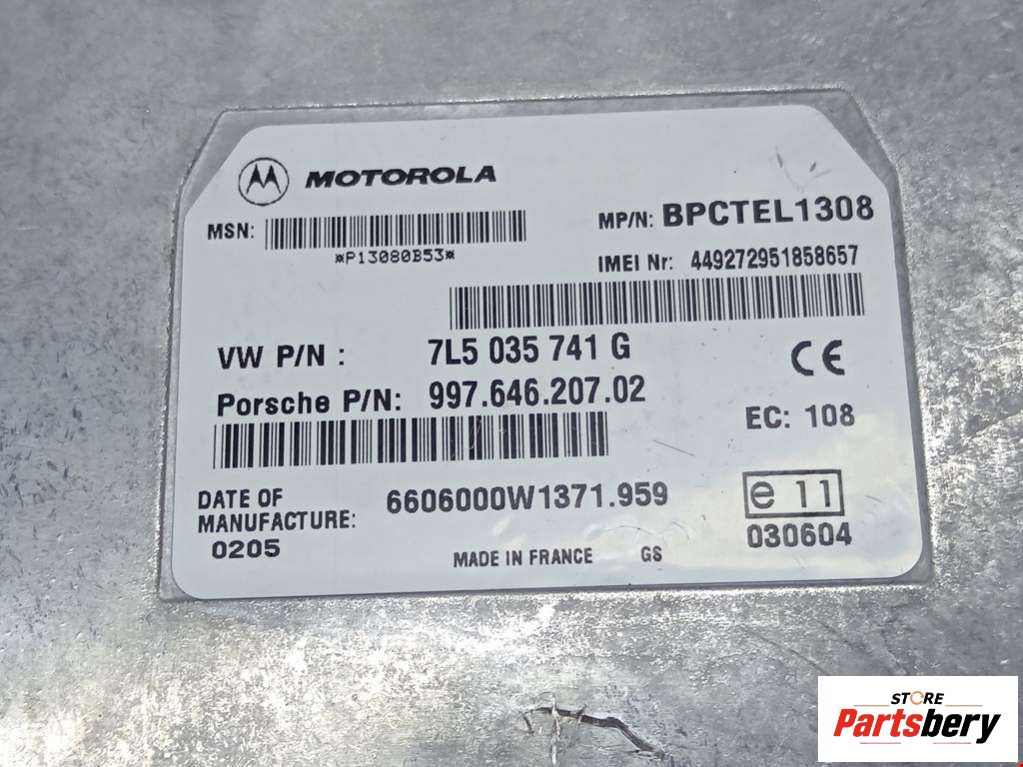 MOTOROLA
MSN:
*P13080B53*
MP/N: BPCTEL1308
IMEI Nr: 449272951858657
VW P/N : 7L5 035 741 G
Porsche P/N: 997.646.207.02
CE
EC: 108
DATE OF
MANUFACTURE:
0205
6606000W1371.959
e 11
030604
MADE IN FRANCE GS
STORE
Partsbery